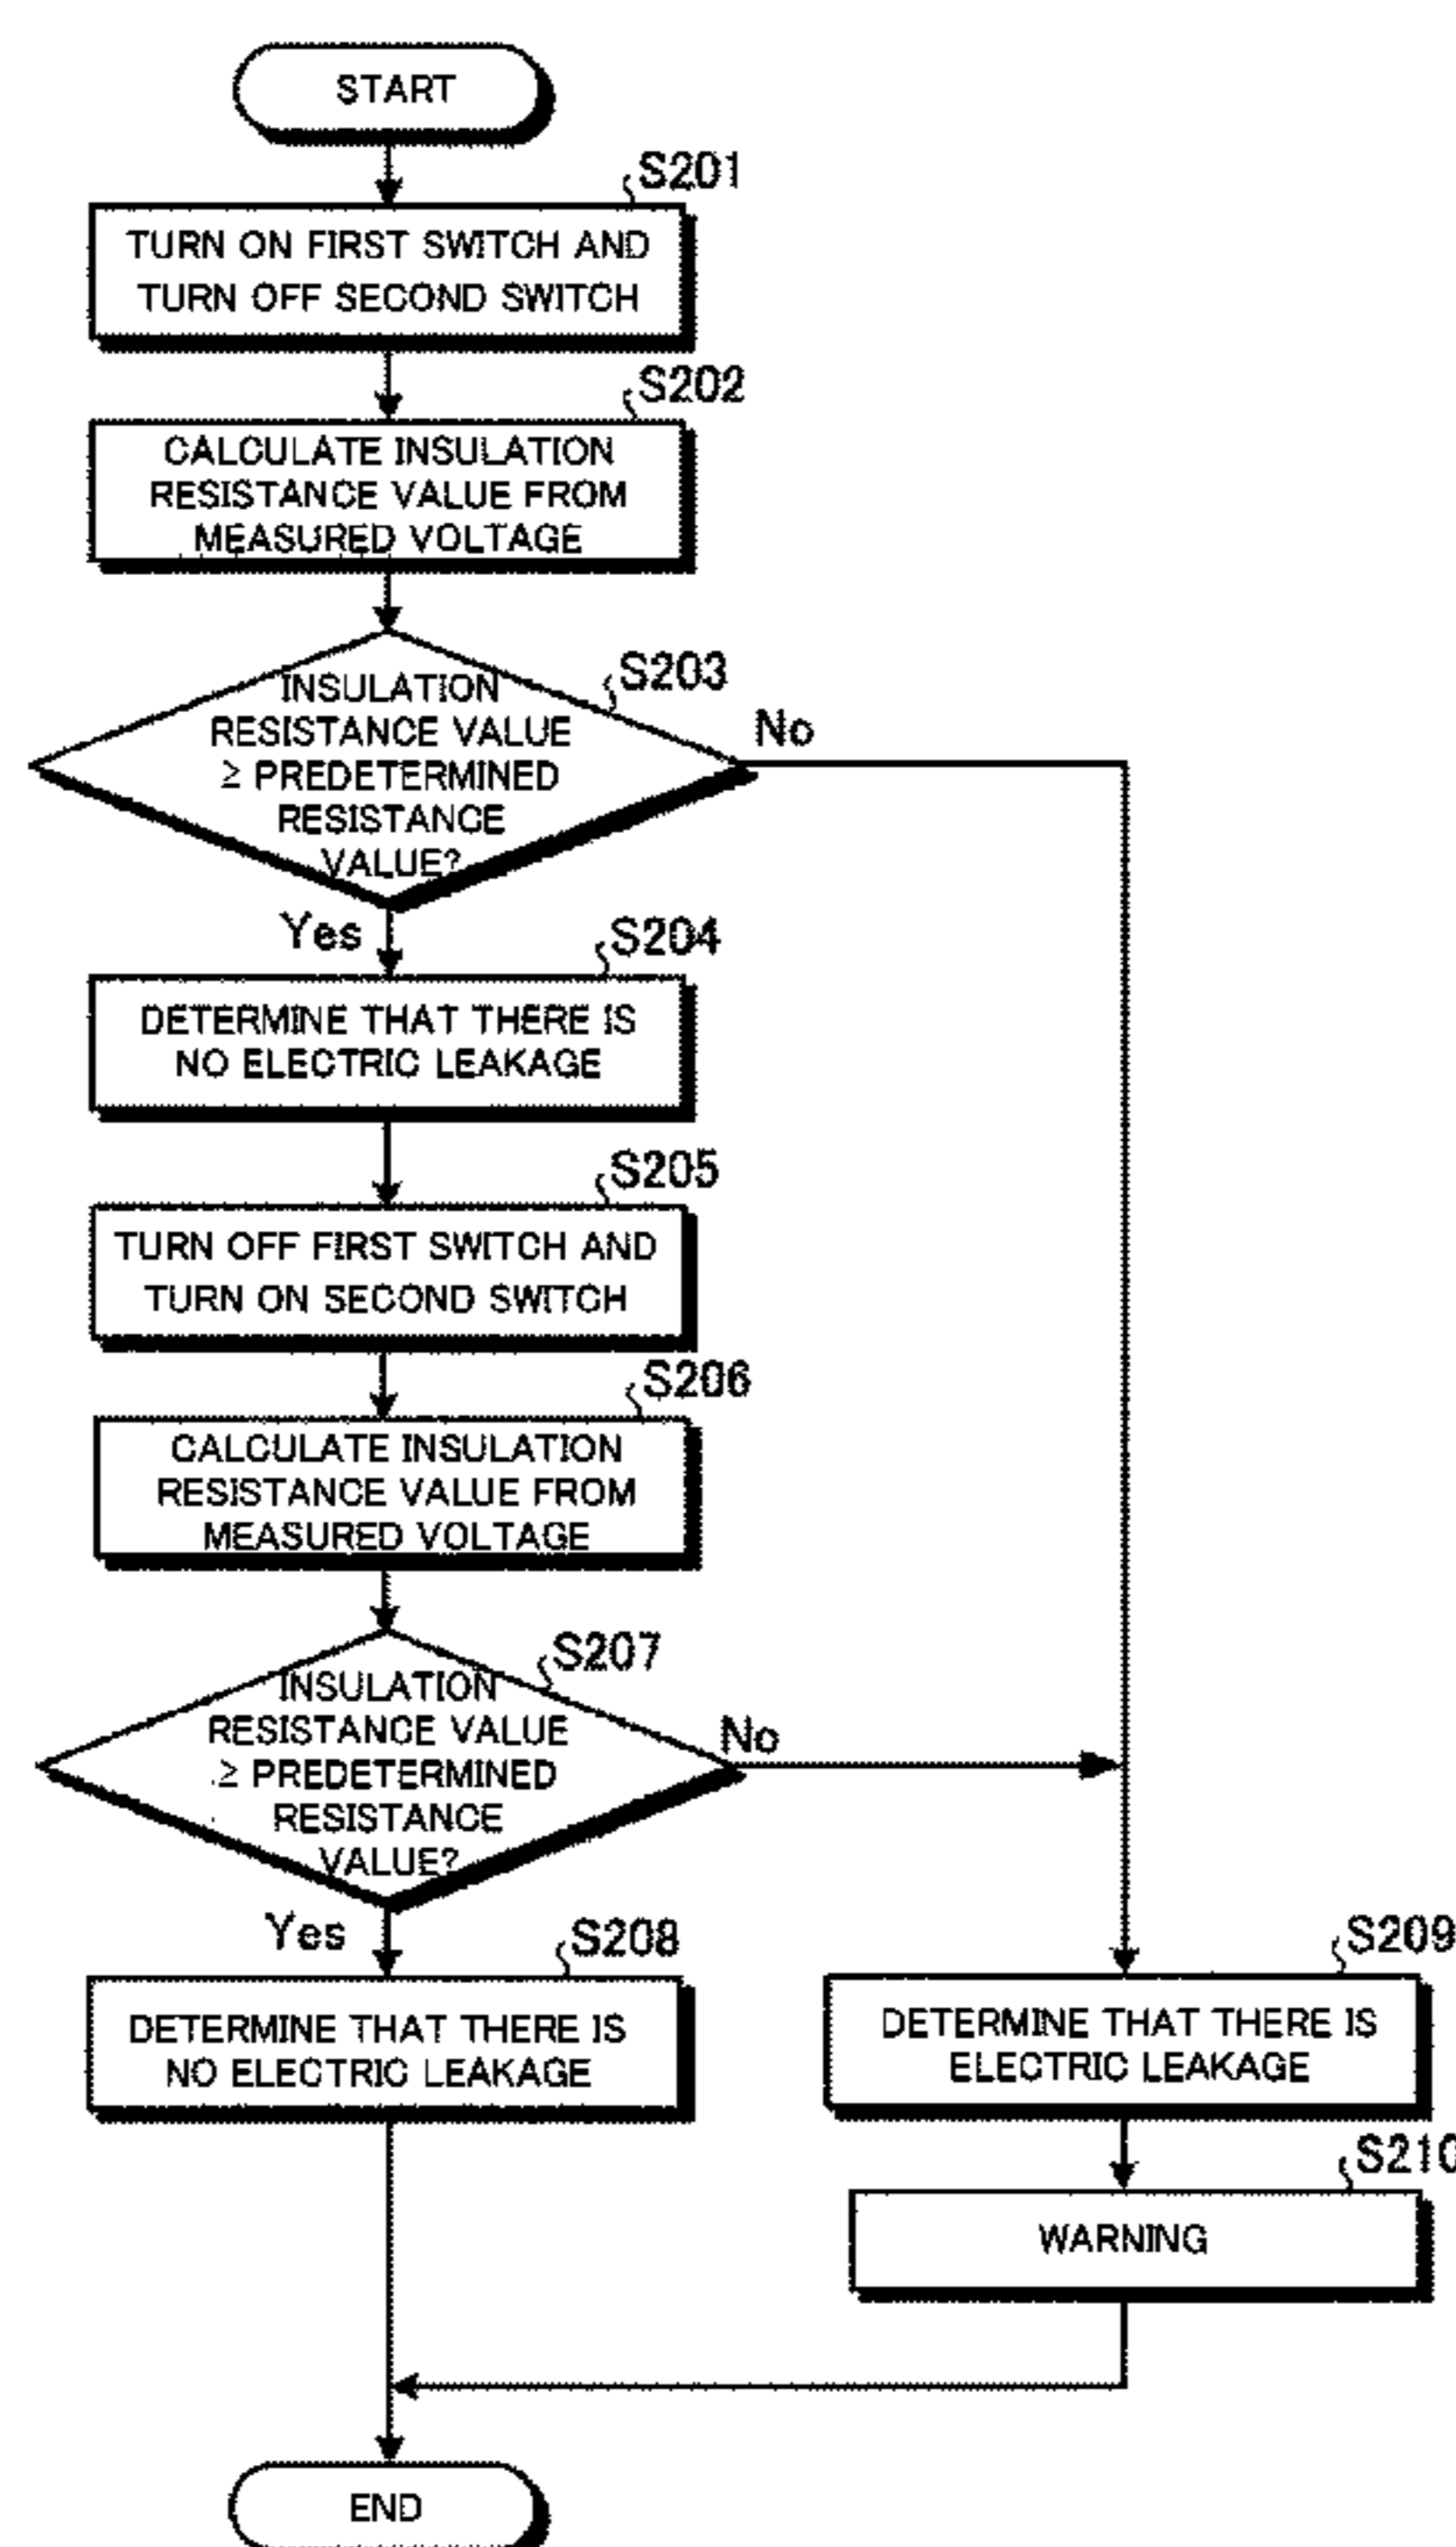 START
S201
TURN ON FIRST SWITCH AND
TURN OFF SECOND SWITCH
S202
CALCULATE INSULATION
RESISTANCE VALUE FROM
MEASURED VOLTAGE
S203
INSULATION
RESISTANCE VALUE
≥ PREDETERMINED
RESISTANCE
VALUE?
No
Yes
S204
DETERMINE THAT THERE IS
NO ELECTRIC LEAKAGE
S205
TURN OFF FIRST SWITCH AND
TURN ON SECOND SWITCH
S206
CALCULATE INSULATION
RESISTANCE VALUE FROM
MEASURED VOLTAGE
S207
INSULATION
RESISTANCE VALUE
≥ PREDETERMINED
RESISTANCE
VALUE?
No
Yes
S208
DETERMINE THAT THERE IS
NO ELECTRIC LEAKAGE
S209
DETERMINE THAT THERE IS
ELECTRIC LEAKAGE
S210
WARNING
END